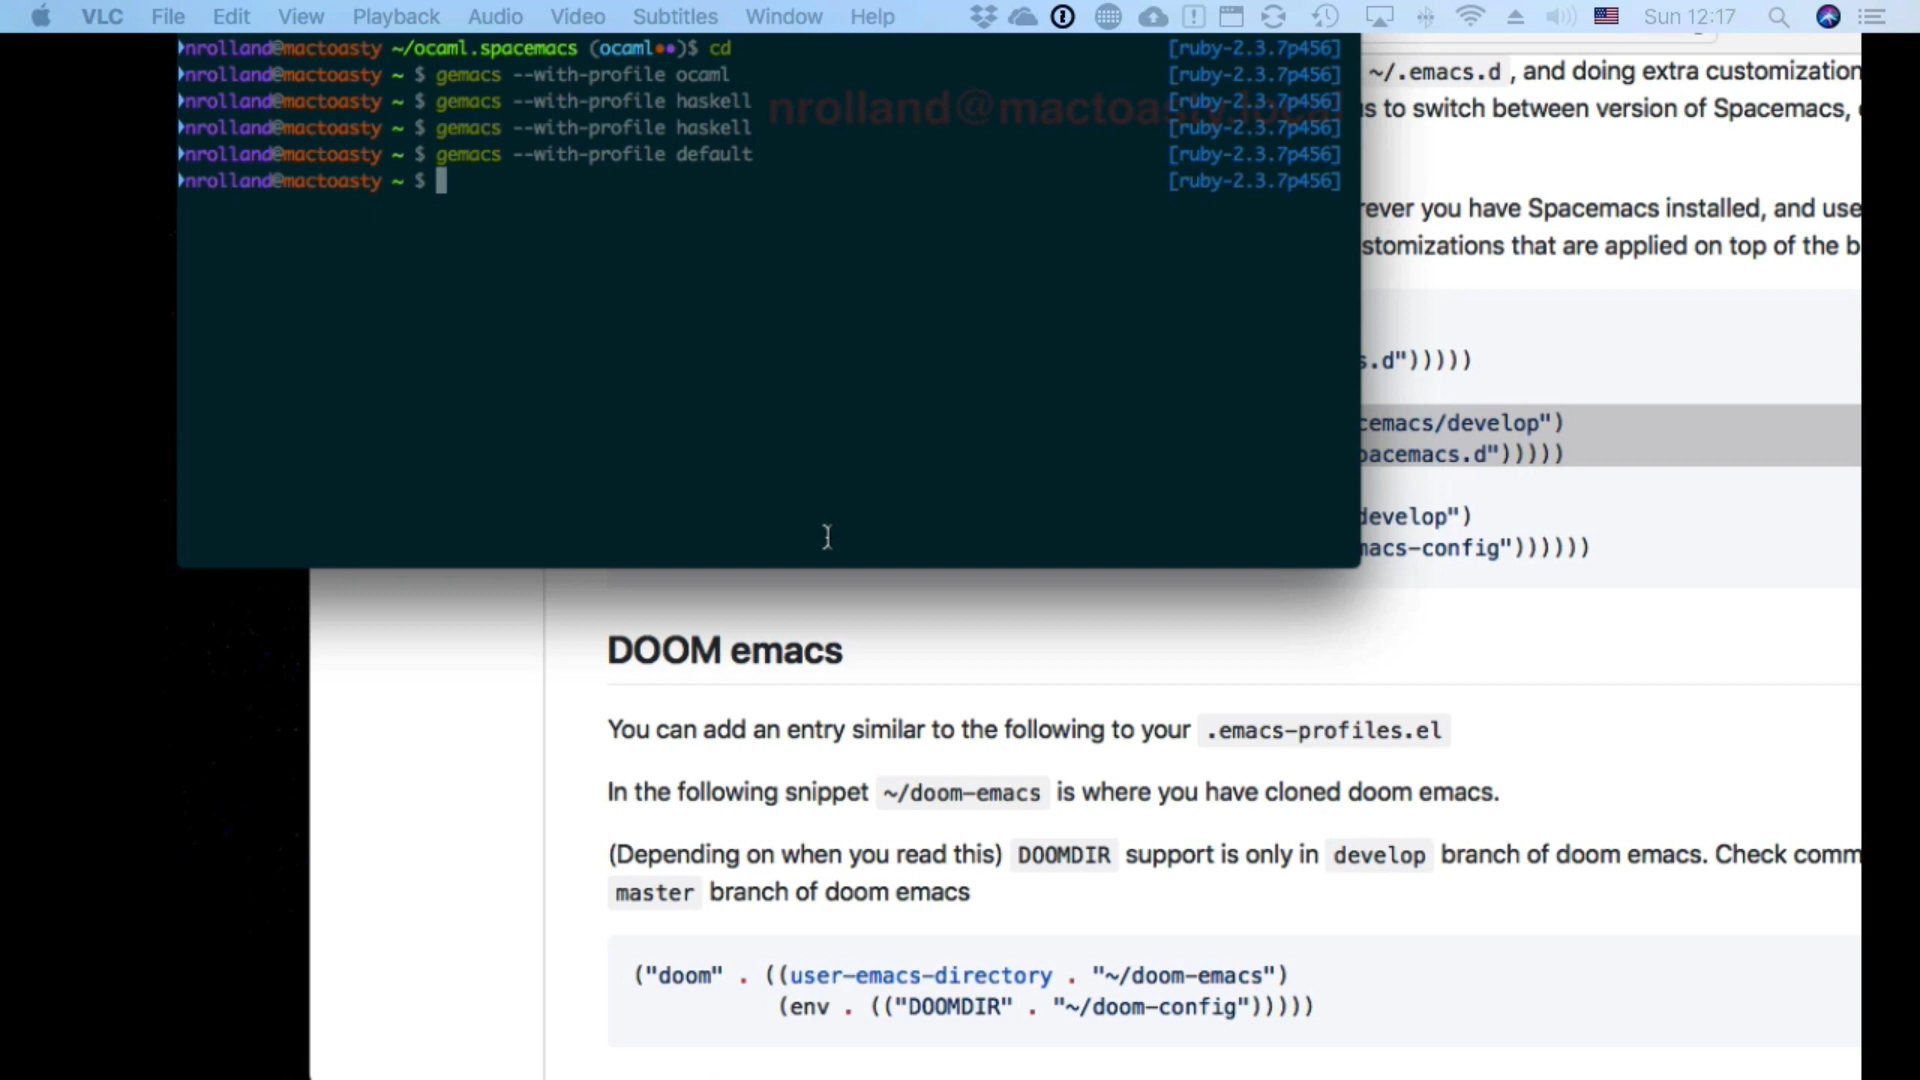 VLC File Edit View Playback Audio Video Subtitles Window Help Sun 12:17
nrolland@mactoasty ~/ocaml.spacemacs (ocaml●●)$ cd [ruby-2.3.7p456]
nrolland@mactoasty ~ $ gemacs --with-profile ocaml [ruby-2.3.7p456]
nrolland@mactoasty ~ $ gemacs --with-profile haskell [ruby-2.3.7p456]
nrolland@mactoasty.local
nrolland@mactoasty ~ $ gemacs --with-profile haskell [ruby-2.3.7p456]
nrolland@mactoasty ~ $ gemacs --with-profile default [ruby-2.3.7p456]
nrolland@mactoasty ~ $ [ruby-2.3.7p456]
~/.emacs.d , and doing extra customization
us to switch between version of Spacemacs,
rever you have Spacemacs installed, and use
stomizations that are applied on top of the b
s.d")))))
cemacs/develop")
pacemacs.d")))))
develop")
macs-config"))))))
DOOM emacs
You can add an entry similar to the following to your .emacs-profiles.el
In the following snippet ~/doom-emacs is where you have cloned doom emacs.
(Depending on when you read this) DOOMDIR support is only in develop branch of doom emacs. Check comm
master branch of doom emacs
("doom" . ((user-emacs-directory . "~/doom-emacs")
(env . (("DOOMDIR" . "~/doom-config")))))